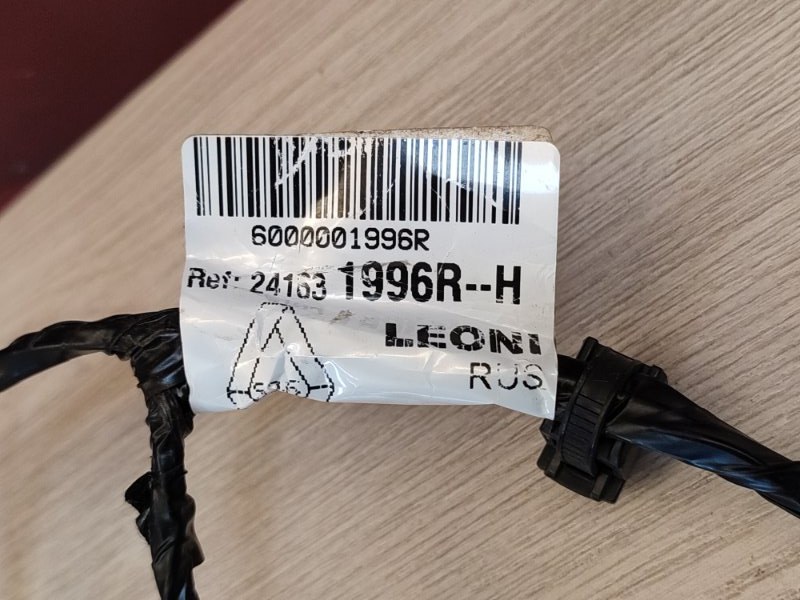 6000001996R
Ref: 24163 1996R--H
LEONI
RUS